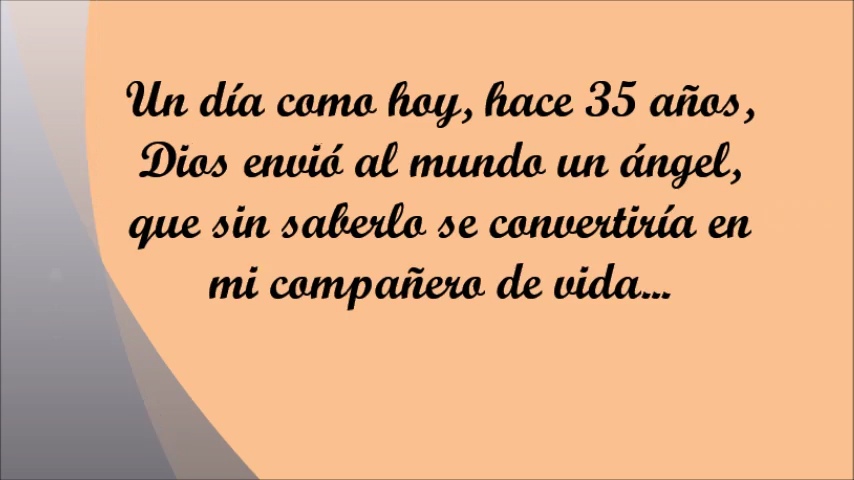 Un día como hoy, hace 35 años,
Dios envió al mundo un ángel,
que sin saberlo se convertiría en
mi compañero de vida...